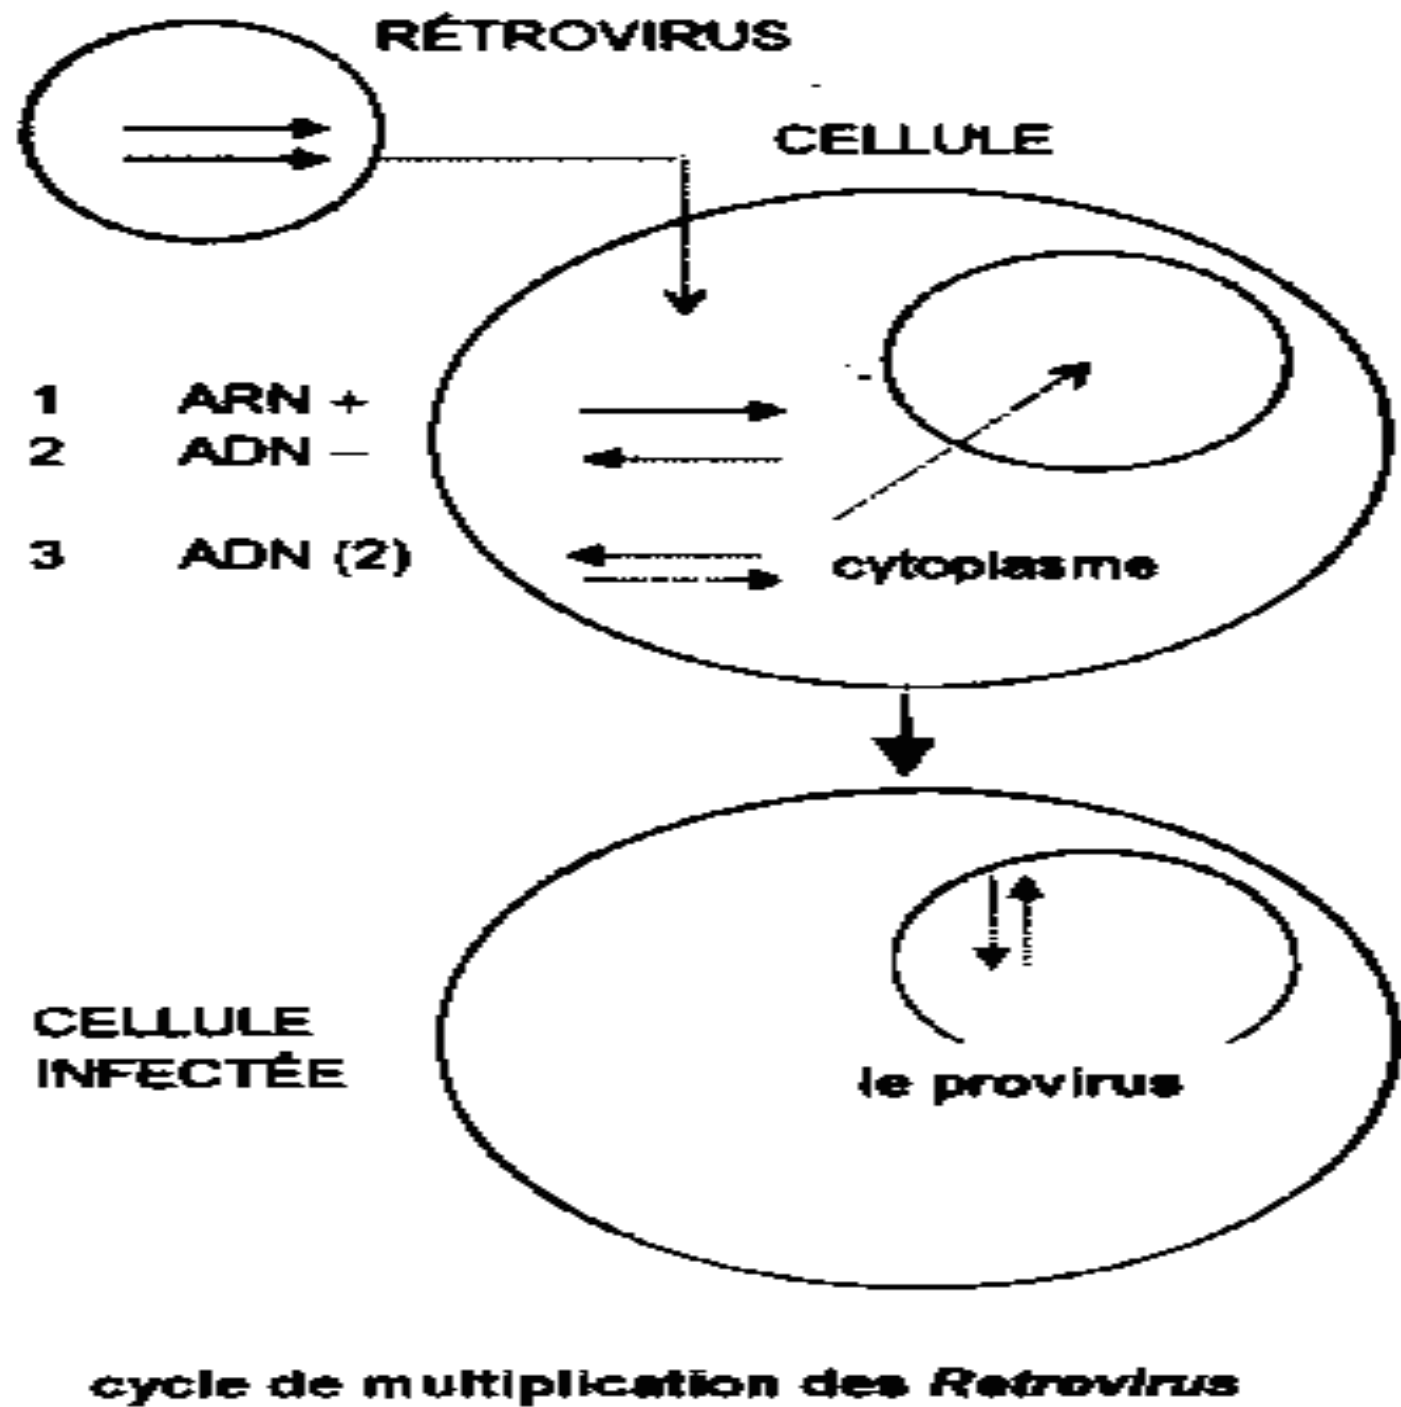 RÉTROVIRUS
CELLULE
1 ARN +
2 ADN –
3 ADN (2)
cytoplasme
CELLULE
INFECTÉE
le provirus
cycle de multiplication des Retrovirus